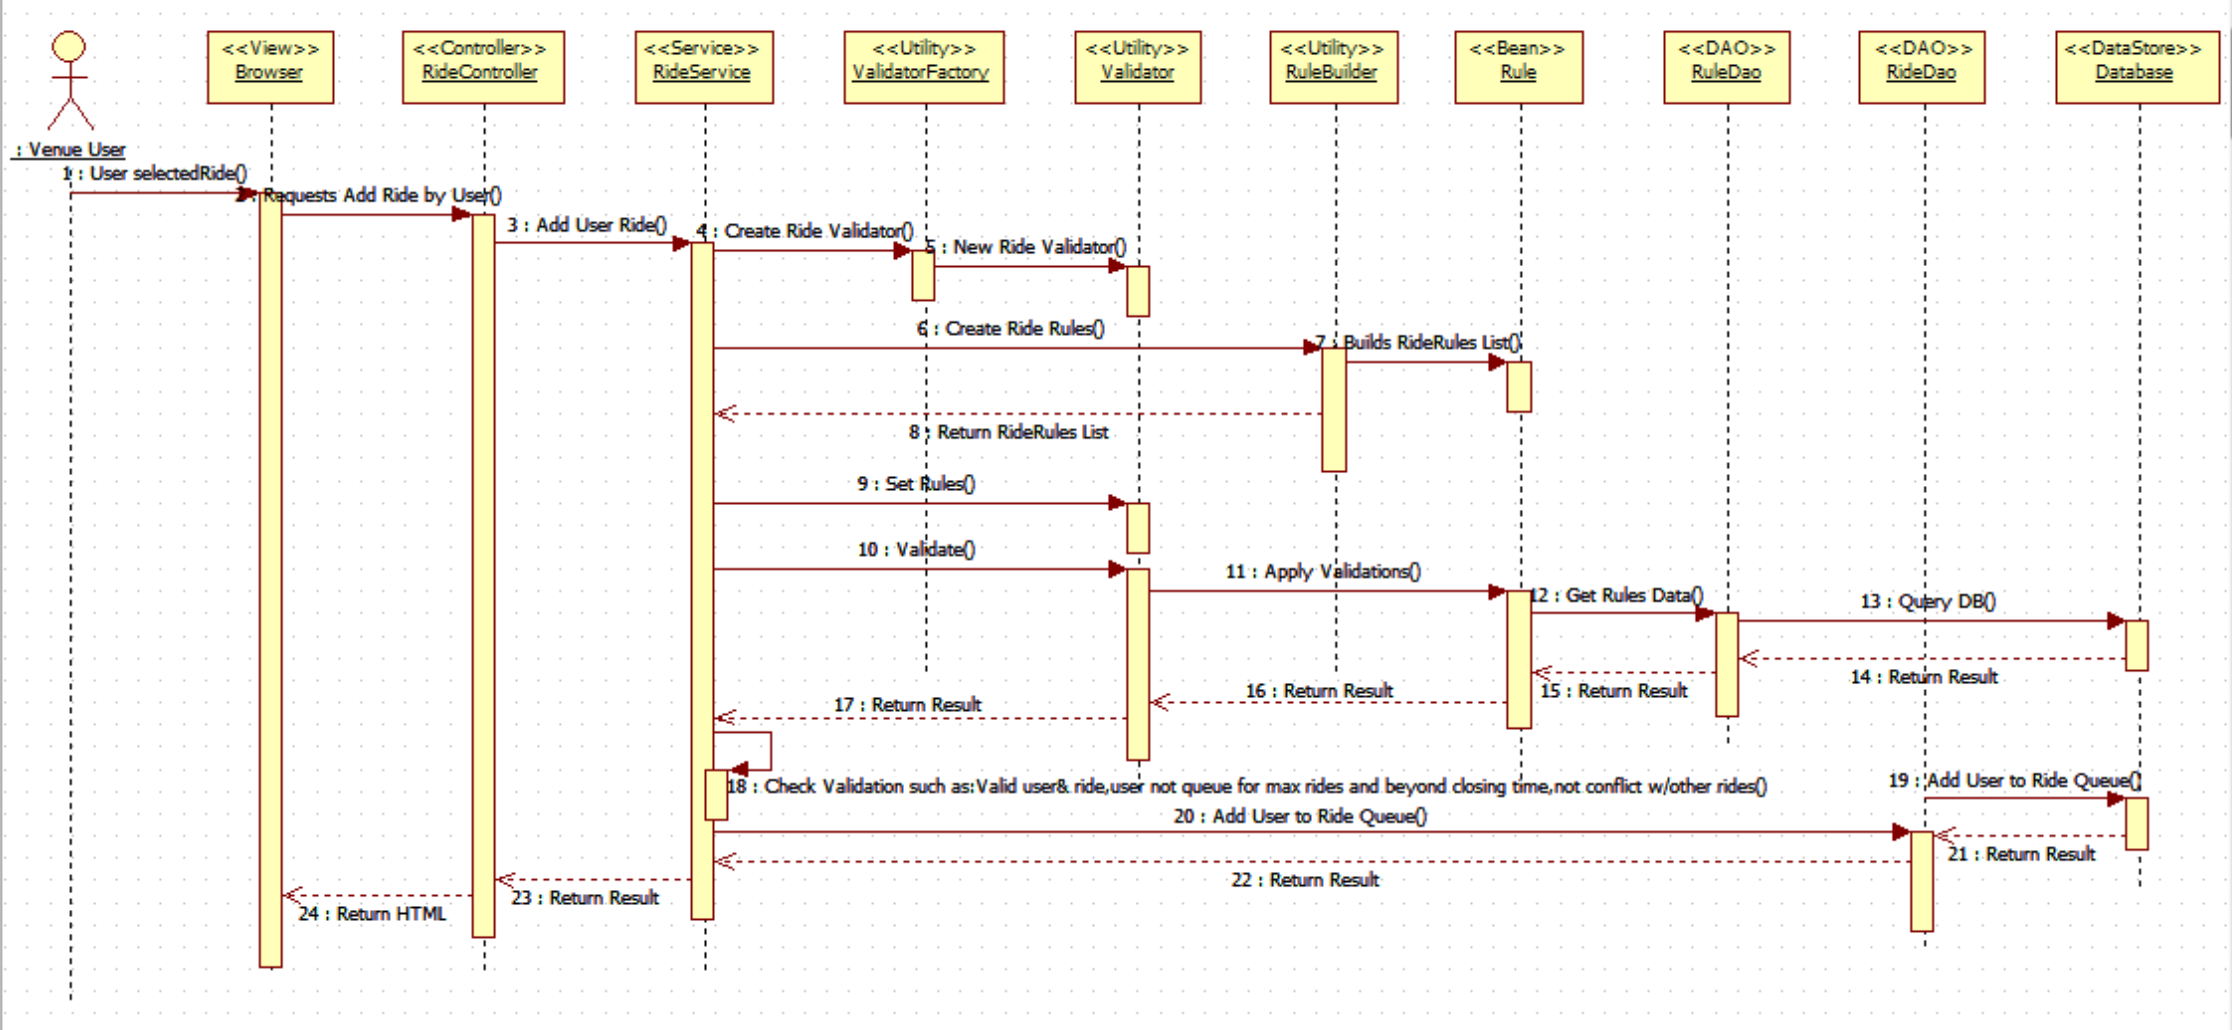 <<View>>
Browser
<<Controller>>
RideController
<<Service>>
RideService
<<Utility>>
ValidatorFactory
<<Utility>>
Validator
<<Utility>>
RuleBuilder
<<Bean>>
Rule
<<DAO>>
RuleDao
<<DAO>>
RideDao
<<DataStore>>
Database
: Venue User
1 : User selectedRide()
2 : Requests Add Ride by User()
3 : Add User Ride()
4 : Create Ride Validator()
5 : New Ride Validator()
6 : Create Ride Rules()
7 : Builds RideRules List()
8 : Return RideRules List
9 : Set Rules()
10 : Validate()
11 : Apply Validations()
12 : Get Rules Data()
13 : Query DB()
14 : Return Result
15 : Return Result
16 : Return Result
17 : Return Result
18 : Check Validation such as:Valid user& ride,user not queue for max rides and beyond closing time,not conflict w/other rides()
19 : Add User to Ride Queue()
20 : Add User to Ride Queue()
21 : Return Result
22 : Return Result
23 : Return Result
24 : Return HTML